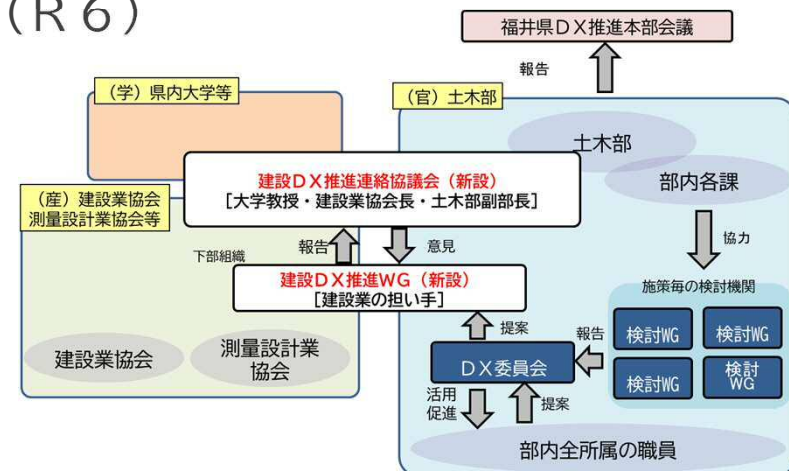 （Ｒ６）
福井県ＤＸ推進本部会議
報告
（学）県内大学等
（官）土木部
土木部
部内各課
建設ＤＸ推進連絡協議会（新設）
［大学教授・建設業協会長・土木部副部長］
（産）建設業協会
測量設計業協会等
協力
下部組織
報告
意見
建設ＤＸ推進WG（新設）
［建設業の担い手］
施策毎の検討機関
検討WG
検討WG
検討WG
検討
WG
提案
報告
ＤＸ委員会
建設業協会
測量設計業
協会
活用
促進
提案
部内全所属の職員